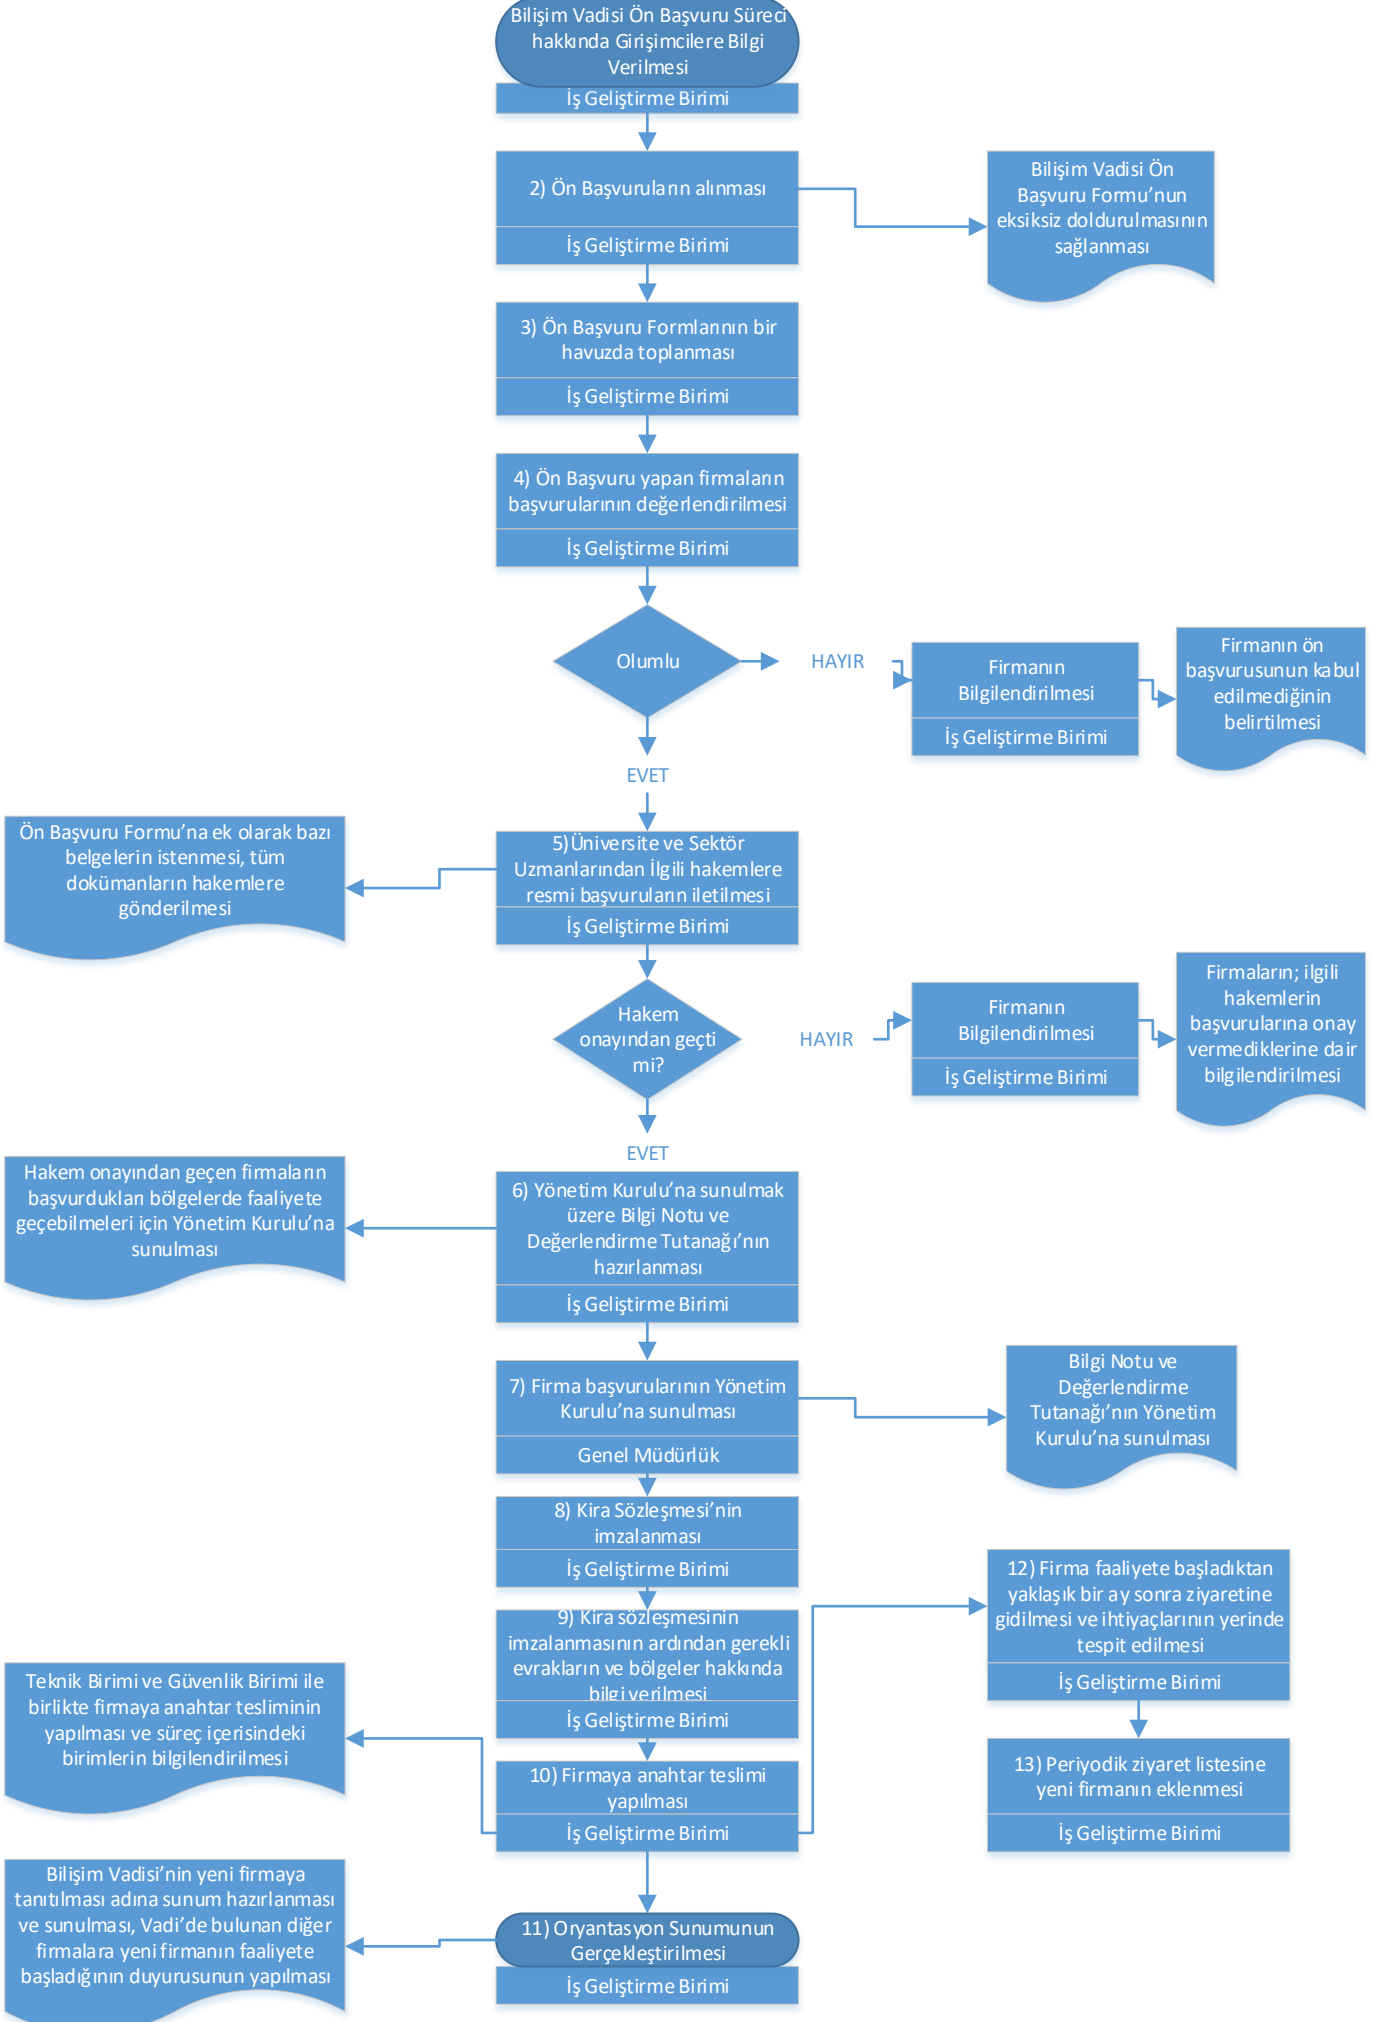 Bilişim Vadisi Ön Başvuru Süreci
hakkında Girişimcilere Bilgi
Verilmesi
İş Geliştirme Birimi
2) Ön Başvuruların alınması
İş Geliştirme Birimi
Bilişim Vadisi Ön
Başvuru Formu’nun
eksiksiz doldurulmasının
sağlanması
3) Ön Başvuru Formlarının bir
havuzda toplanması
İş Geliştirme Birimi
4) Ön Başvuru yapan firmaların
başvurularının değerlendirilmesi
İş Geliştirme Birimi
Olumlu
HAYIR
Firmanın
Bilgilendirilmesi
İş Geliştirme Birimi
Firmanın ön
başvurusunun kabul
edilmediğinin
belirtilmesi
EVET
Ön Başvuru Formu’na ek olarak bazı
belgelerin istenmesi, tüm
dokümanların hakemlere
gönderilmesi
5)Üniversite ve Sektör
Uzmanlarından İlgili hakemlere
resmi başvuruların iletilmesi
İş Geliştirme Birimi
Hakem
onayından geçti
mi?
HAYIR
Firmanın
Bilgilendirilmesi
İş Geliştirme Birimi
Firmaların; ilgili
hakemlerin
başvurularına onay
vermediklerine dair
bilgilendirilmesi
EVET
Hakem onayından geçen firmaların
başvurdukları bölgelerde faaliyete
geçebilmeleri için Yönetim Kurulu’na
sunulması
6) Yönetim Kurulu’na sunulmak
üzere Bilgi Notu ve
Değerlendirme Tutanağı’nın
hazırlanması
İş Geliştirme Birimi
7) Firma başvurularının Yönetim
Kurulu’na sunulması
Genel Müdürlük
Bilgi Notu ve
Değerlendirme
Tutanağı’nın Yönetim
Kurulu’na sunulması
8) Kira Sözleşmesi’nin
imzalanması
İş Geliştirme Birimi
9) Kira sözleşmesinin
imzalanmasının ardından gerekli
evrakların ve bölgeler hakkında
bilgi verilmesi
İş Geliştirme Birimi
12) Firma faaliyete başladıktan
yaklaşık bir ay sonra ziyaretine
gidilmesi ve ihtiyaçlarının yerinde
tespit edilmesi
İş Geliştirme Birimi
Teknik Birimi ve Güvenlik Birimi ile
birlikte firmaya anahtar tesliminin
yapılması ve süreç içerisindeki
birimlerin bilgilendirilmesi
10) Firmaya anahtar teslimi
yapılması
İş Geliştirme Birimi
13) Periyodik ziyaret listesine
yeni firmanın eklenmesi
İş Geliştirme Birimi
Bilişim Vadisi’nin yeni firmaya
tanıtılması adına sunum hazırlanması
ve sunulması, Vadi’de bulunan diğer
firmalara yeni firmanın faaliyete
başladığının duyurusunun yapılması
11) Oryantasyon Sunumunun
Gerçekleştirilmesi
İş Geliştirme Birimi